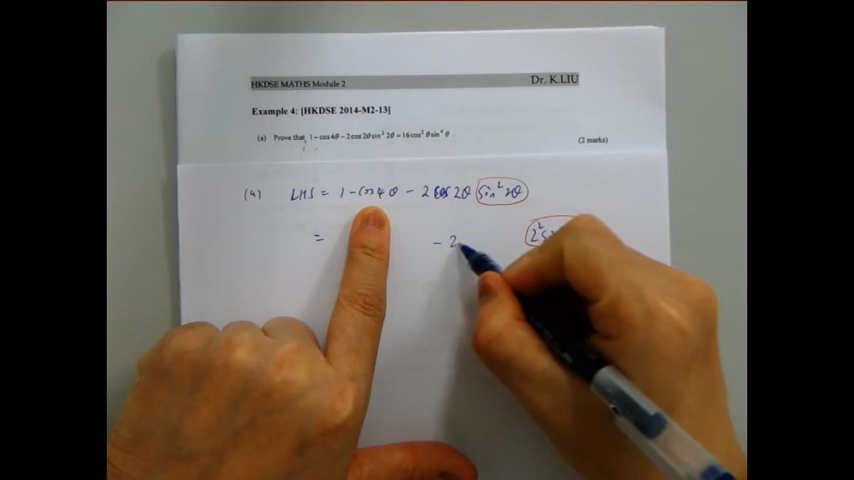 HKDSE MATHS Module 2 Dr. K.LIU
Example 4: [HKDSE 2014-M2-13]
(a) Prove that 1 − cos 4θ − 2 cos 2θ sin² 2θ = 16 cos² θ sin⁴ θ . (2 marks)
(a) LHS = 1 − cos 4θ − 2 cos 2θ sin² 2θ
= − 2 2²